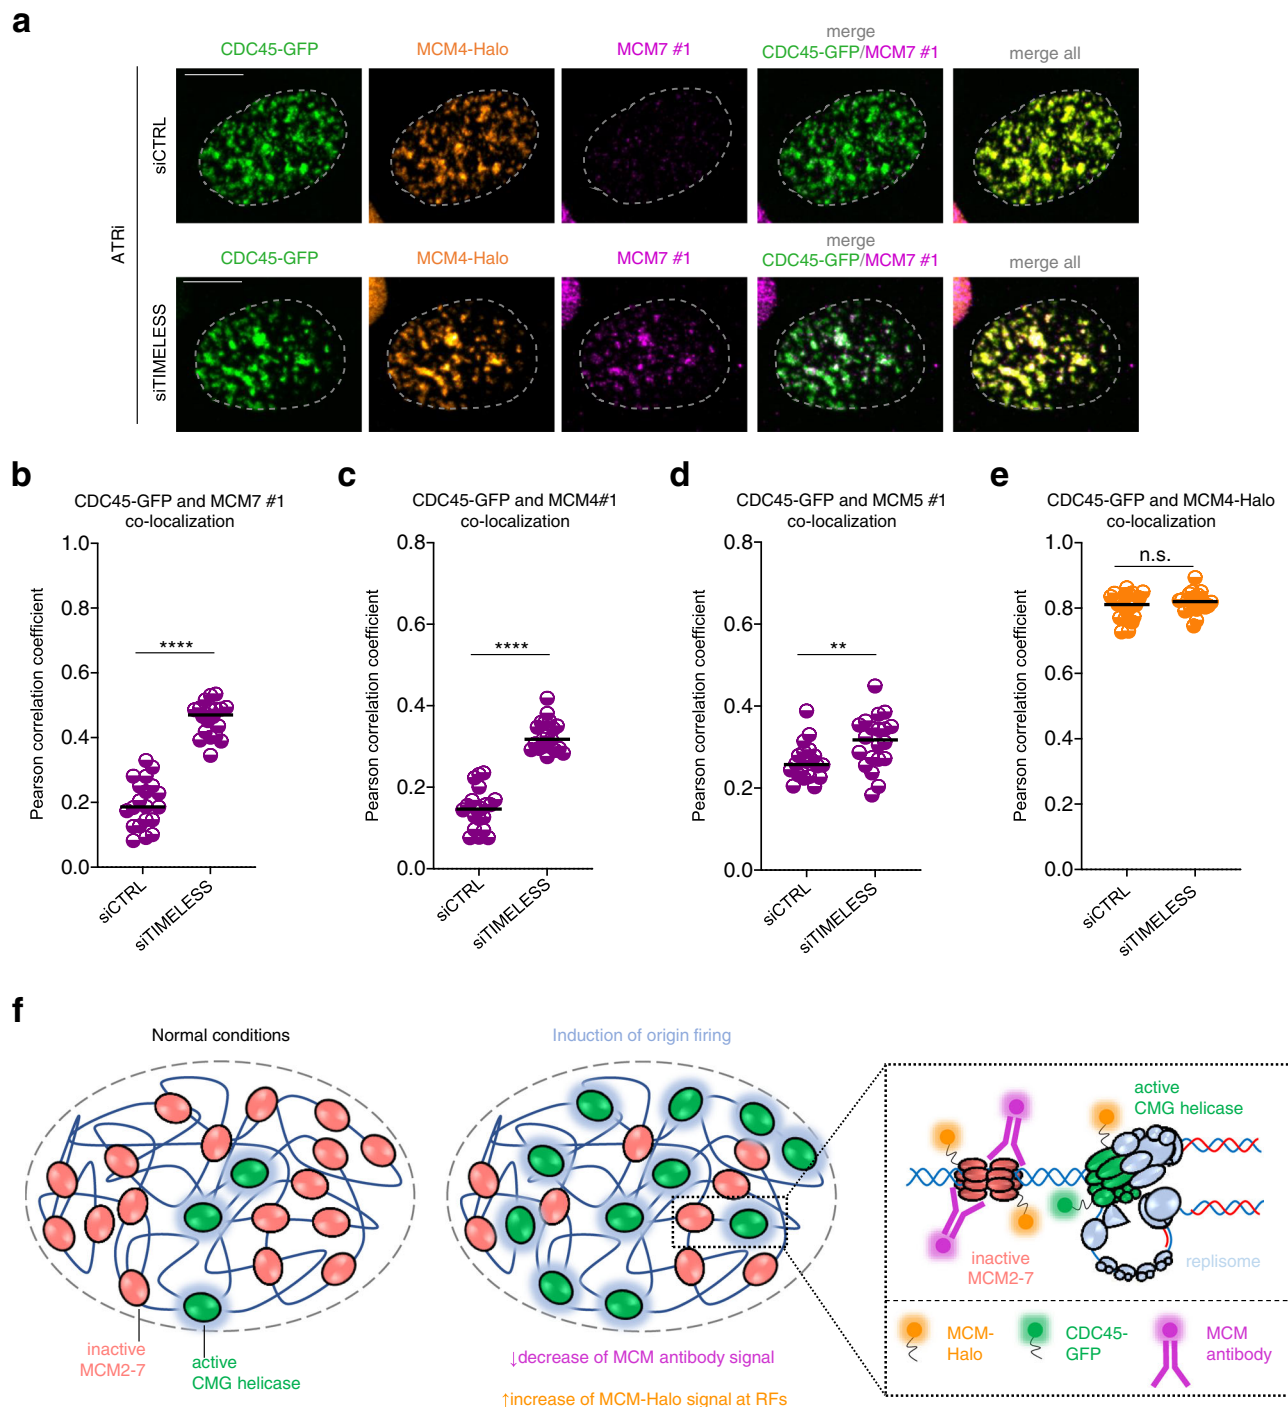 a
CDC45-GFP
MCM4-Halo
MCM7 #1
merge
CDC45-GFP/MCM7 #1
merge all
ATRi
siCTRL
CDC45-GFP
MCM4-Halo
MCM7 #1
merge
CDC45-GFP/MCM7 #1
merge all
siTIMELESS
b
CDC45-GFP and MCM7 #1
co-localization
Pearson correlation coefficient
1.0
0.8
0.6
0.4
0.2
0.0
****
siCTRL
siTIMELESS
c
CDC45-GFP and MCM4#1
co-localization
Pearson correlation coefficient
0.8
0.6
0.4
0.2
0.0
****
siCTRL
siTIMELESS
d
CDC45-GFP and MCM5 #1
co-localization
Pearson correlation coefficient
0.8
0.6
0.4
0.2
0.0
**
siCTRL
siTIMELESS
e
CDC45-GFP and MCM4-Halo
co-localization
Pearson correlation coefficient
1.0
0.8
0.6
0.4
0.2
0.0
n.s.
siCTRL
siTIMELESS
f
Normal conditions
inactive
MCM2-7
active
CMG helicase
Induction of origin firing
↓decrease of MCM antibody signal
↑increase of MCM-Halo signal at RFs
active
CMG helicase
inactive
MCM2-7
replisome
MCM-
Halo
CDC45-
GFP
MCM
antibody